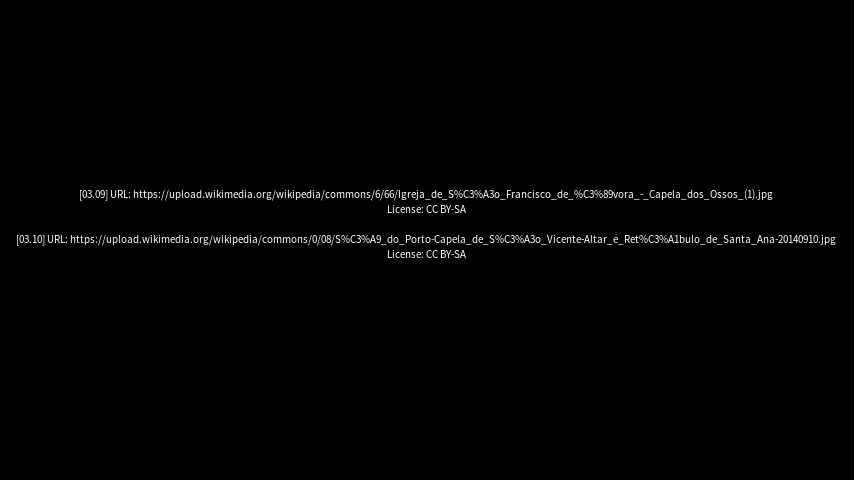 [03.09] URL: https://upload.wikimedia.org/wikipedia/commons/6/66/Igreja_de_S%C3%A3o_Francisco_de_%C3%89vora_-_Capela_dos_Ossos_(1).jpg
License: CC BY-SA
[03.10] URL: https://upload.wikimedia.org/wikipedia/commons/0/08/S%C3%A9_do_Porto-Capela_de_S%C3%A3o_Vicente-Altar_e_Ret%C3%A1bulo_de_Santa_Ana-20140910.jpg
License: CC BY-SA